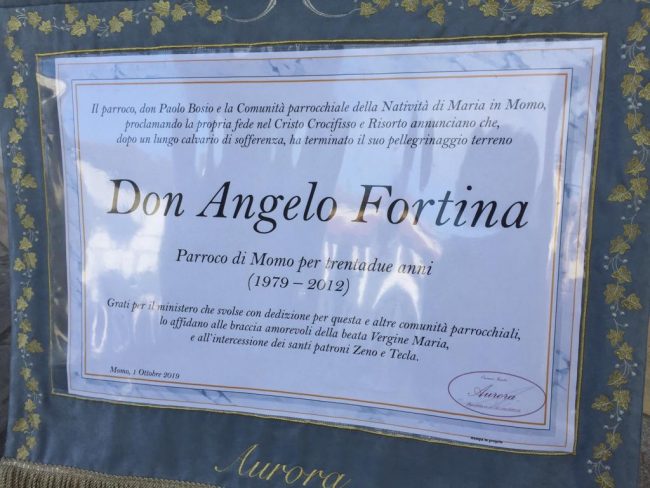 Il parroco, don Paolo Bosio e la Comunità parrocchiale della Natività di Maria in Momo,
proclamando la propria fede nel Cristo Crocifisso e Risorto annunciano che,
dopo un lungo calvario di sofferenza, ha terminato il suo pellegrinaggio terreno
Don Angelo Fortina
Parroco di Momo per trentadue anni
(1979 – 2012)
Grati per il ministero che svolse con dedizione per questa e altre comunità parrocchiali,
lo affidano alle braccia amorevoli della beata Vergine Maria,
e all'intercessione dei santi patroni Zeno e Tecla.
Momo, 1 Ottobre 2019
Aurora
Aurora